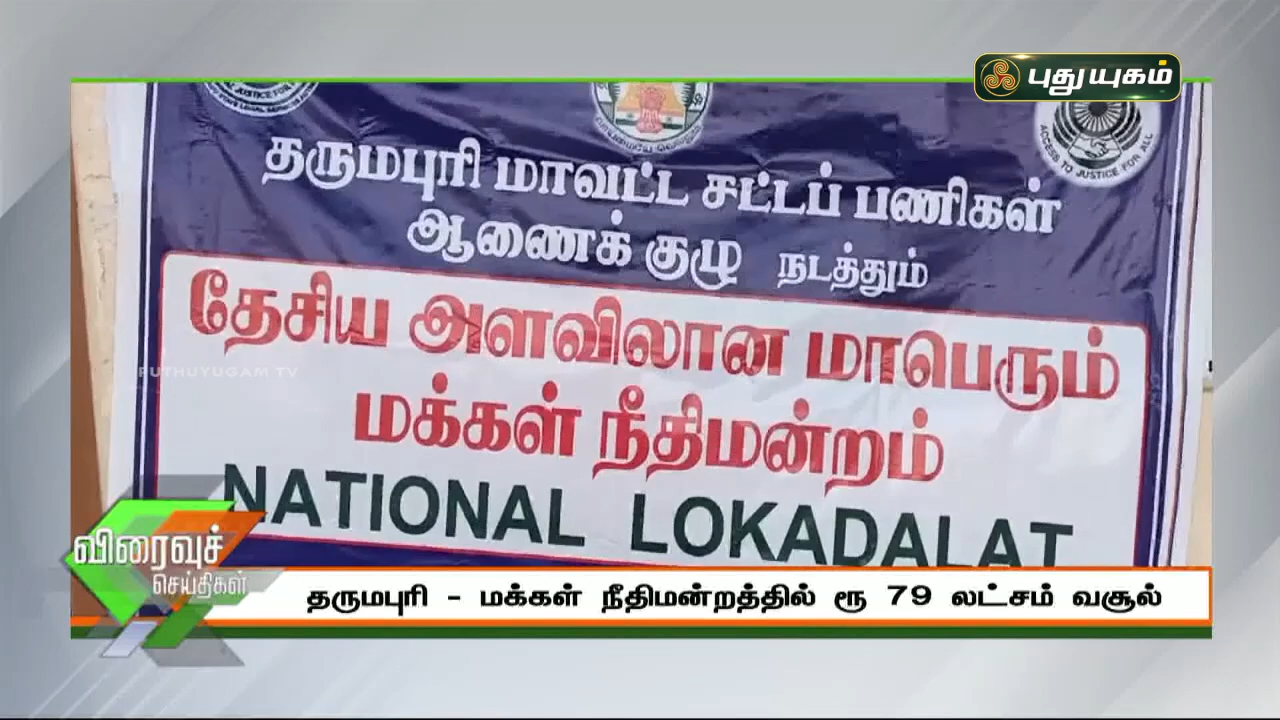 புதுயுகம்
ACCESS TO JUSTICE FOR ALL
தருமபுரி மாவட்ட சட்டப் பணிகள்
ஆணைக் குழு நடத்தும்
தேசிய அளவிலான மாபெரும்
மக்கள் நீதிமன்றம்
NATIONAL LOKADALAT
PUTHUYUGAM TV
விரைவுச்
செய்திகள்
தருமபுரி - மக்கள் நீதிமன்றத்தில் ரூ 79 லட்சம் வசூல்